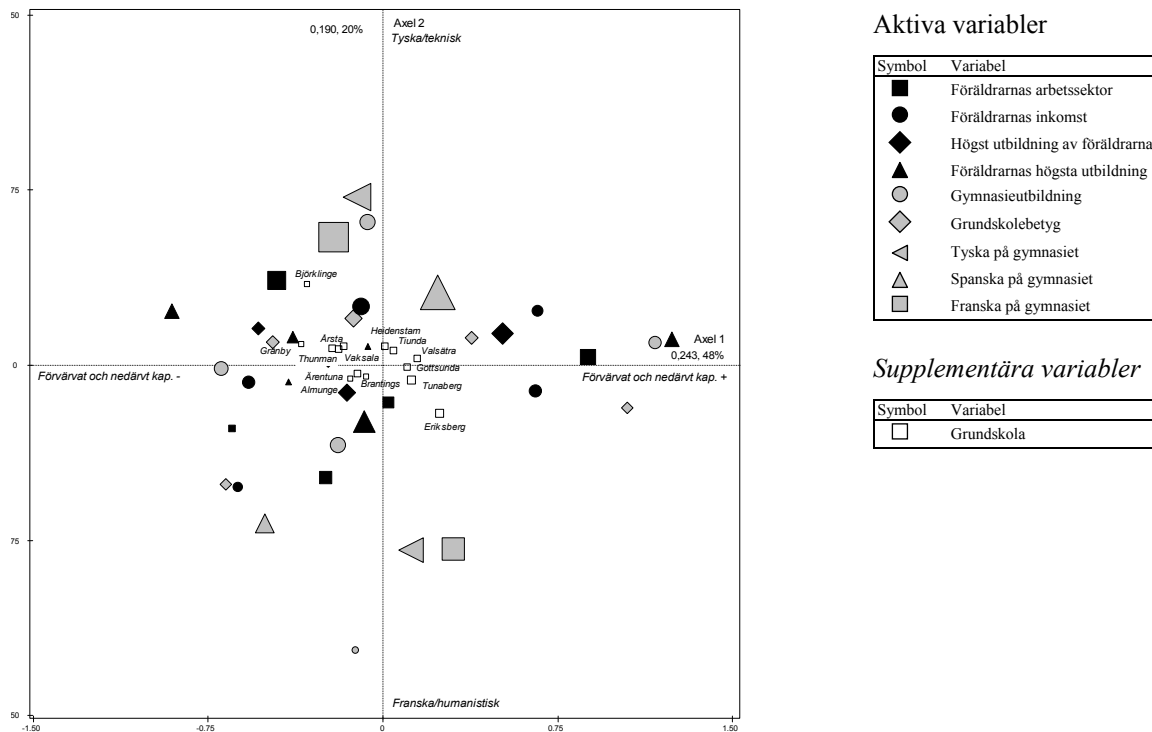 50
0,190, 20%
Axel 2
Tyska/teknisk
75
Björklinge
Heidenstam
Ärsta
Tiunda
Axel 1
Granby
Thunman
Vaksala
Valsätra
0,243, 48%
0
Gottsunda
Förvärvat och nedärvt kap. -
Ärentuna
Förvärvat och nedärvt kap. +
Almunge
Brantings
Tunaberg
Eriksberg
75
Franska/humanistisk
50
-1.50
-0.75
0
0.75
1.50
Aktiva variabler
Symbol Variabel
Föräldrarnas arbetssektor
Föräldrarnas inkomst
Högst utbildning av föräldrarna
Föräldrarnas högsta utbildning
Gymnasieutbildning
Grundskolebetyg
Tyska på gymnasiet
Spanska på gymnasiet
Franska på gymnasiet
Supplementära variabler
Symbol Variabel
Grundskola